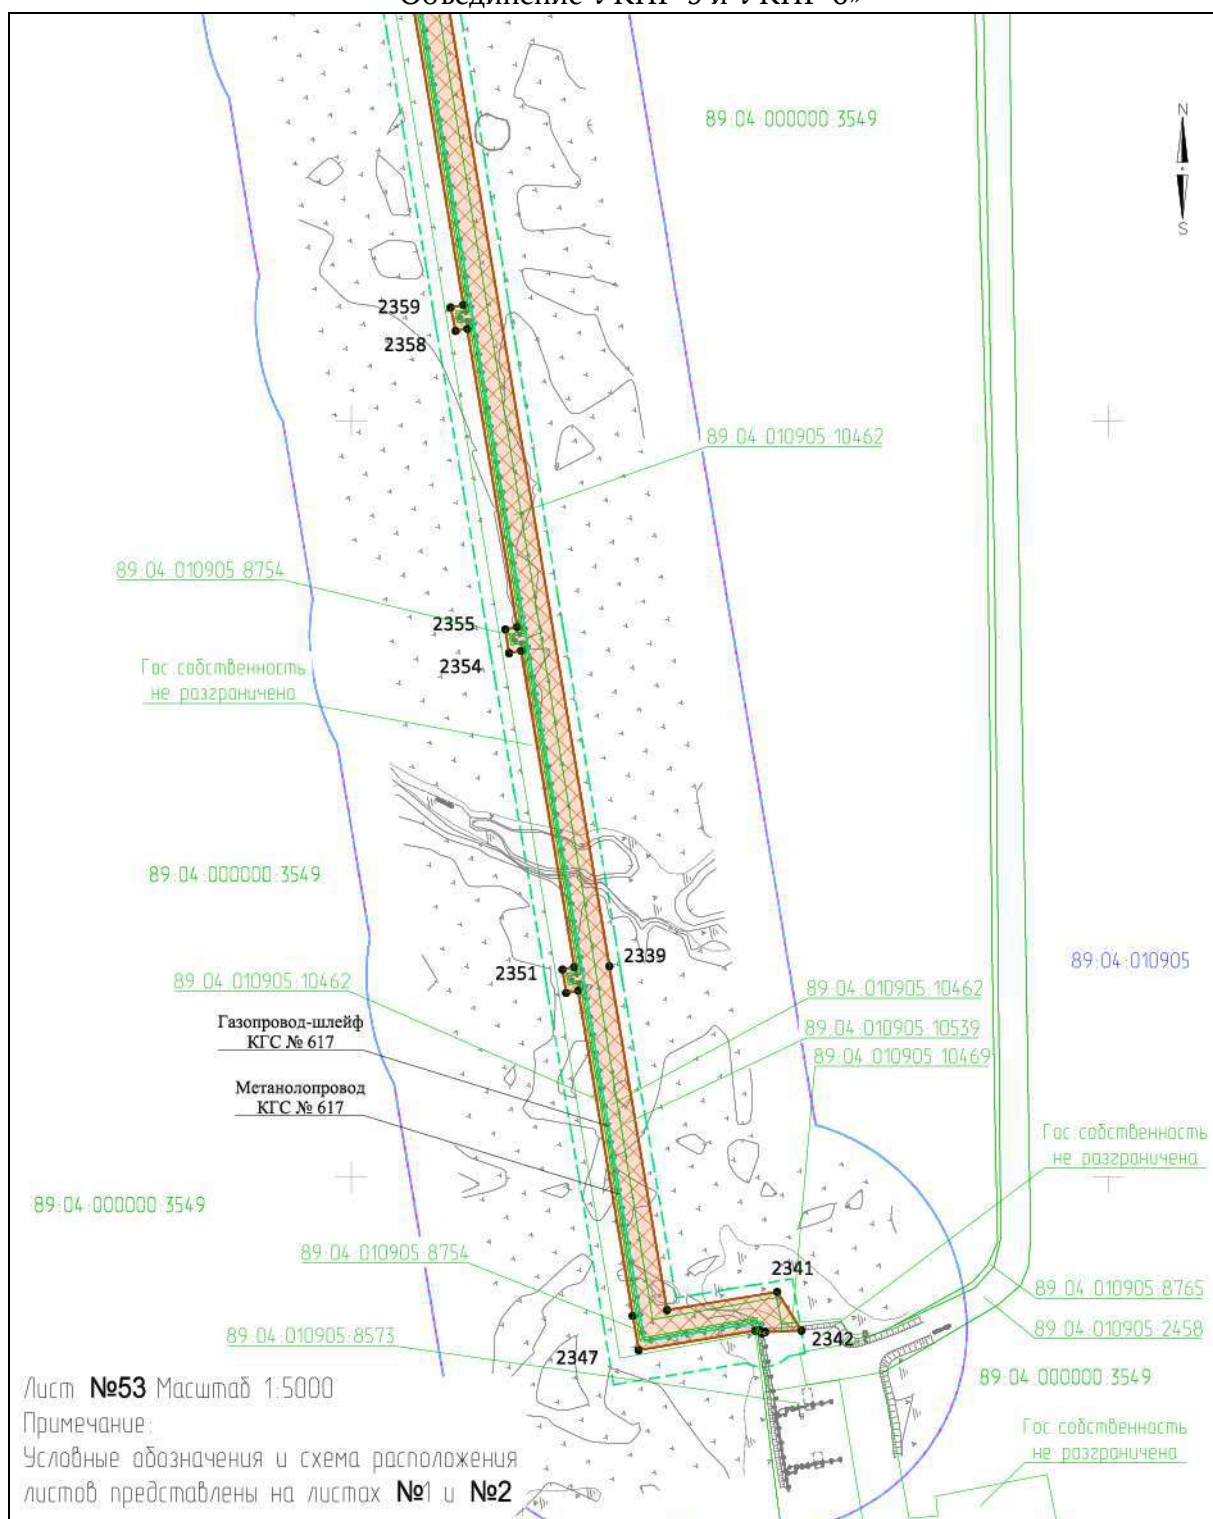 89:04:000000:3549
N
S
2359
2358
89:04:010905:10462
89:04:010905:8754
2355
2354
Гос.собственность
не разграничена
89:04:000000:3549
2339
2351
89:04:010905
89:04:010905:10462
89:04:010905:10462
Газопровод-шлейф
КГС № 617
89:04:010905:10539
89:04:010905:10469
Метанолопровод
КГС № 617
Гос.собственность
не разграничена
89:04:000000:3549
89:04:010905:8754
2341
89:04:010905:8765
89:04:010905:8573
2342
89:04:010905:2458
2347
89:04:000000:3549
Лист №53 Масштаб 1:5000
Примечание:
Условные обозначения и схема расположения
листов представлены на листах №1 и №2
Гос.собственность
не разграничена